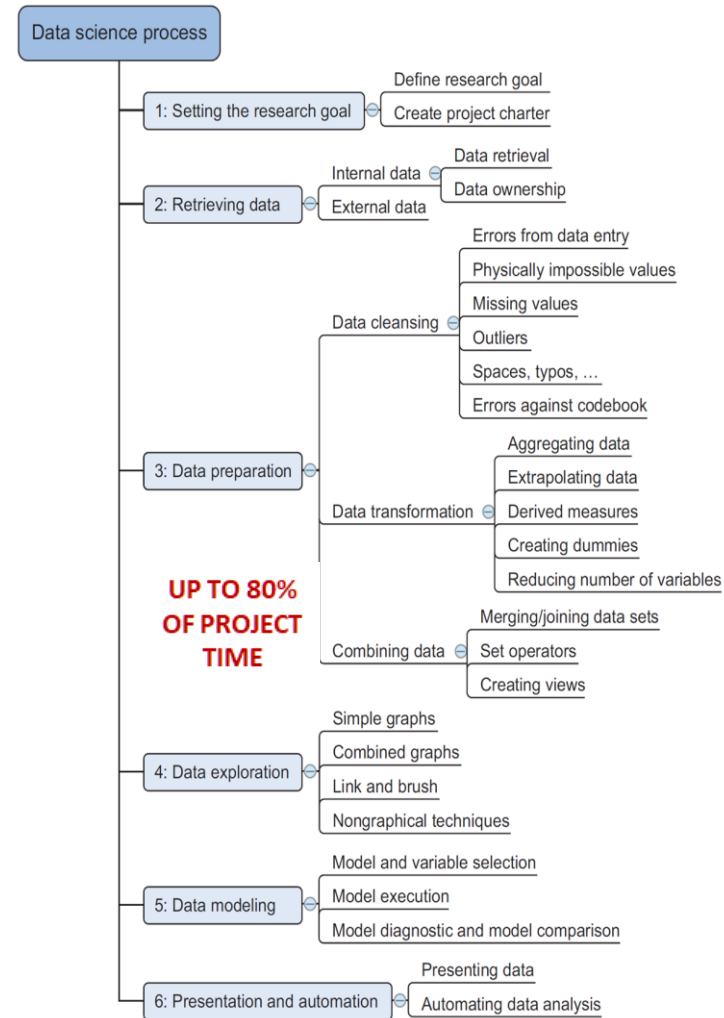 Data science process
1: Setting the research goal
Define research goal
Create project charter
2: Retrieving data
Internal data
Data retrieval
Data ownership
External data
3: Data preparation
Data cleansing
Errors from data entry
Physically impossible values
Missing values
Outliers
Spaces, typos, …
Errors against codebook
Data transformation
Aggregating data
Extrapolating data
Derived measures
Creating dummies
Reducing number of variables
UP TO 80%
OF PROJECT
TIME
Combining data
Merging/joining data sets
Set operators
Creating views
4: Data exploration
Simple graphs
Combined graphs
Link and brush
Nongraphical techniques
5: Data modeling
Model and variable selection
Model execution
Model diagnostic and model comparison
6: Presentation and automation
Presenting data
Automating data analysis